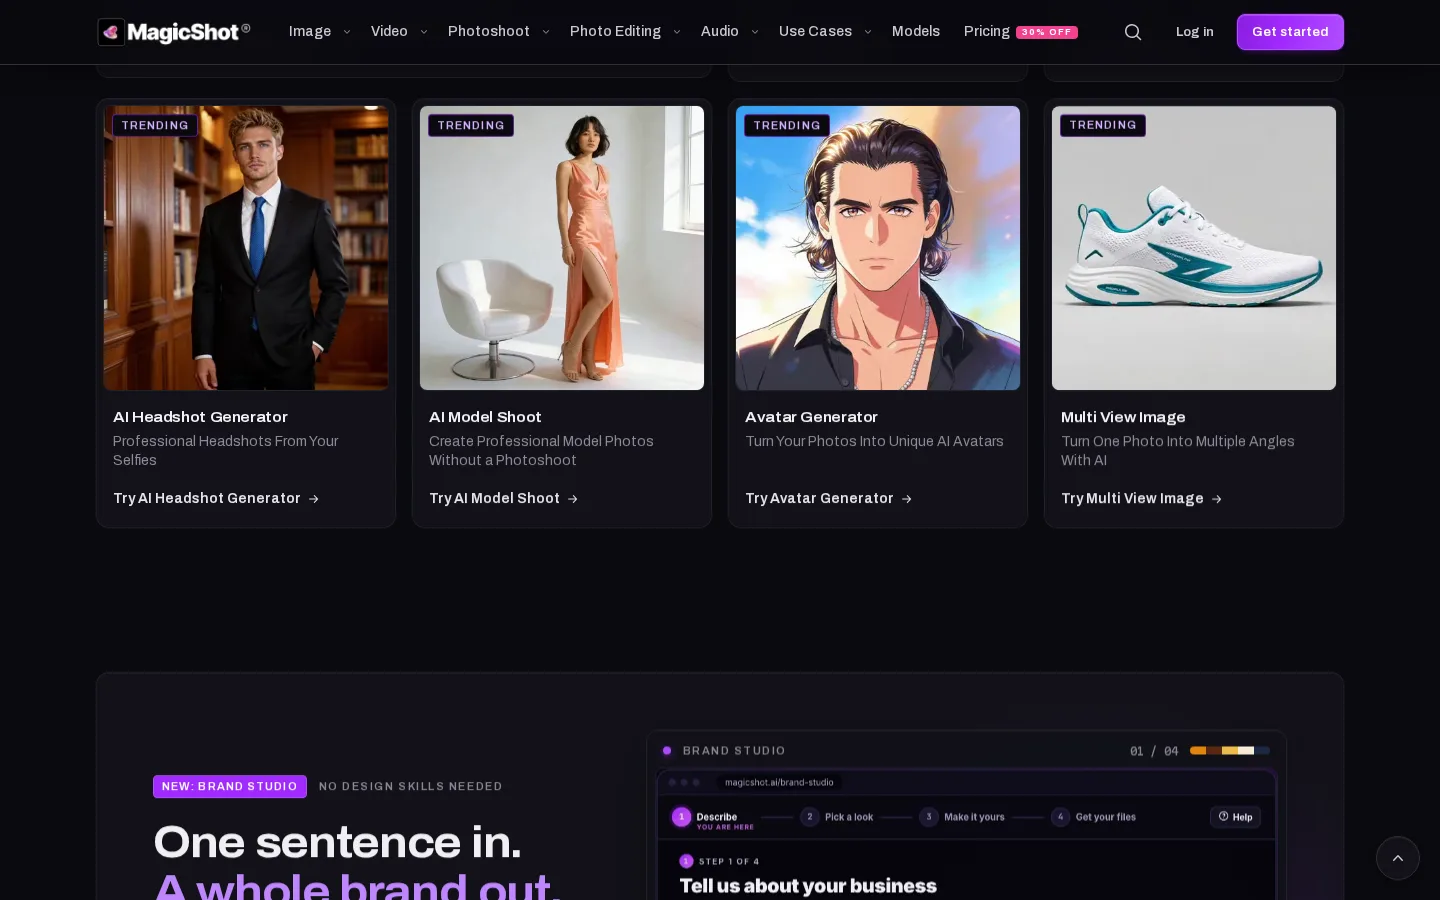 MagicShot®
Image
Video
Photoshoot
Photo Editing
Audio
Use Cases
Models
Pricing 30% OFF
Log in
Get started
TRENDING
TRENDING
TRENDING
TRENDING
AI Headshot Generator
Professional Headshots From Your
Selfies
Try AI Headshot Generator →
AI Model Shoot
Create Professional Model Photos
Without a Photoshoot
Try AI Model Shoot →
Avatar Generator
Turn Your Photos Into Unique AI Avatars
Try Avatar Generator →
Multi View Image
Turn One Photo Into Multiple Angles
With AI
Try Multi View Image →
NEW: BRAND STUDIO NO DESIGN SKILLS NEEDED
One sentence in.
A whole brand out.
BRAND STUDIO
01 / 04
magicshot.ai/brand-studio
1 Describe
YOU ARE HERE
2 Pick a look
3 Make it yours
4 Get your files
Help
1 STEP 1 OF 4
Tell us about your business